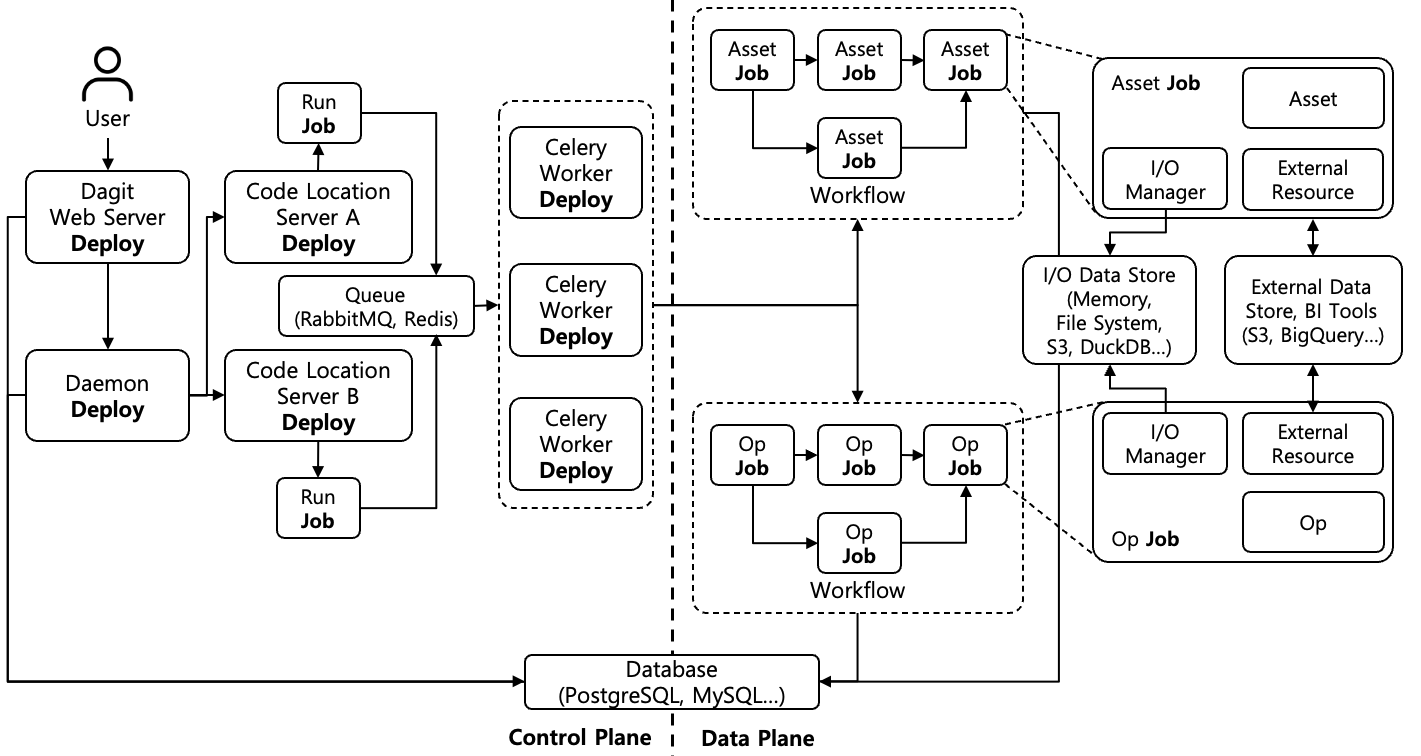 User
Dagit
Web Server
Deploy
Daemon
Deploy
Run
Job
Code Location
Server A
Deploy
Queue
(RabbitMQ, Redis)
Code Location
Server B
Deploy
Run
Job
Celery
Worker
Deploy
Celery
Worker
Deploy
Celery
Worker
Deploy
Asset
Job
Asset
Job
Asset
Job
Asset
Job
Workflow
Op
Job
Op
Job
Op
Job
Op
Job
Workflow
Asset Job
Asset
I/O
Manager
External
Resource
I/O Data Store
(Memory,
File System,
S3, DuckDB...)
External Data
Store, BI Tools
(S3, BigQuery...)
I/O
Manager
External
Resource
Op Job
Op
Database
(PostgreSQL, MySQL...)
Control Plane
Data Plane